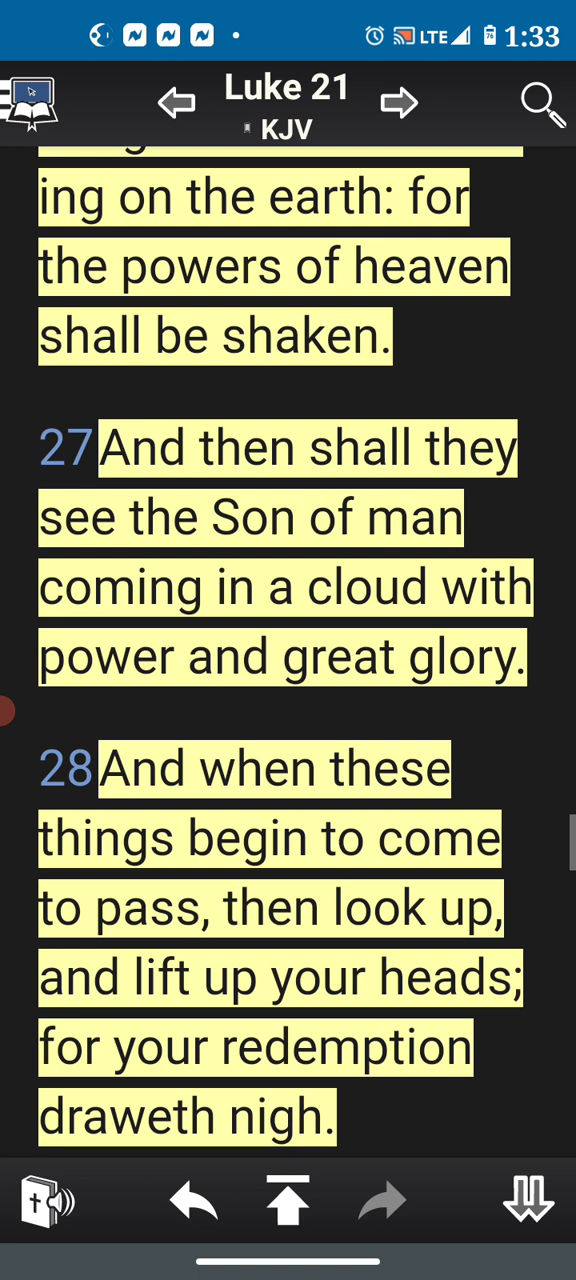 LTE 76 1:33
Luke 21
KJV
ing on the earth: for
the powers of heaven
shall be shaken.
27 And then shall they
see the Son of man
coming in a cloud with
power and great glory.
28 And when these
things begin to come
to pass, then look up,
and lift up your heads;
for your redemption
draweth nigh.